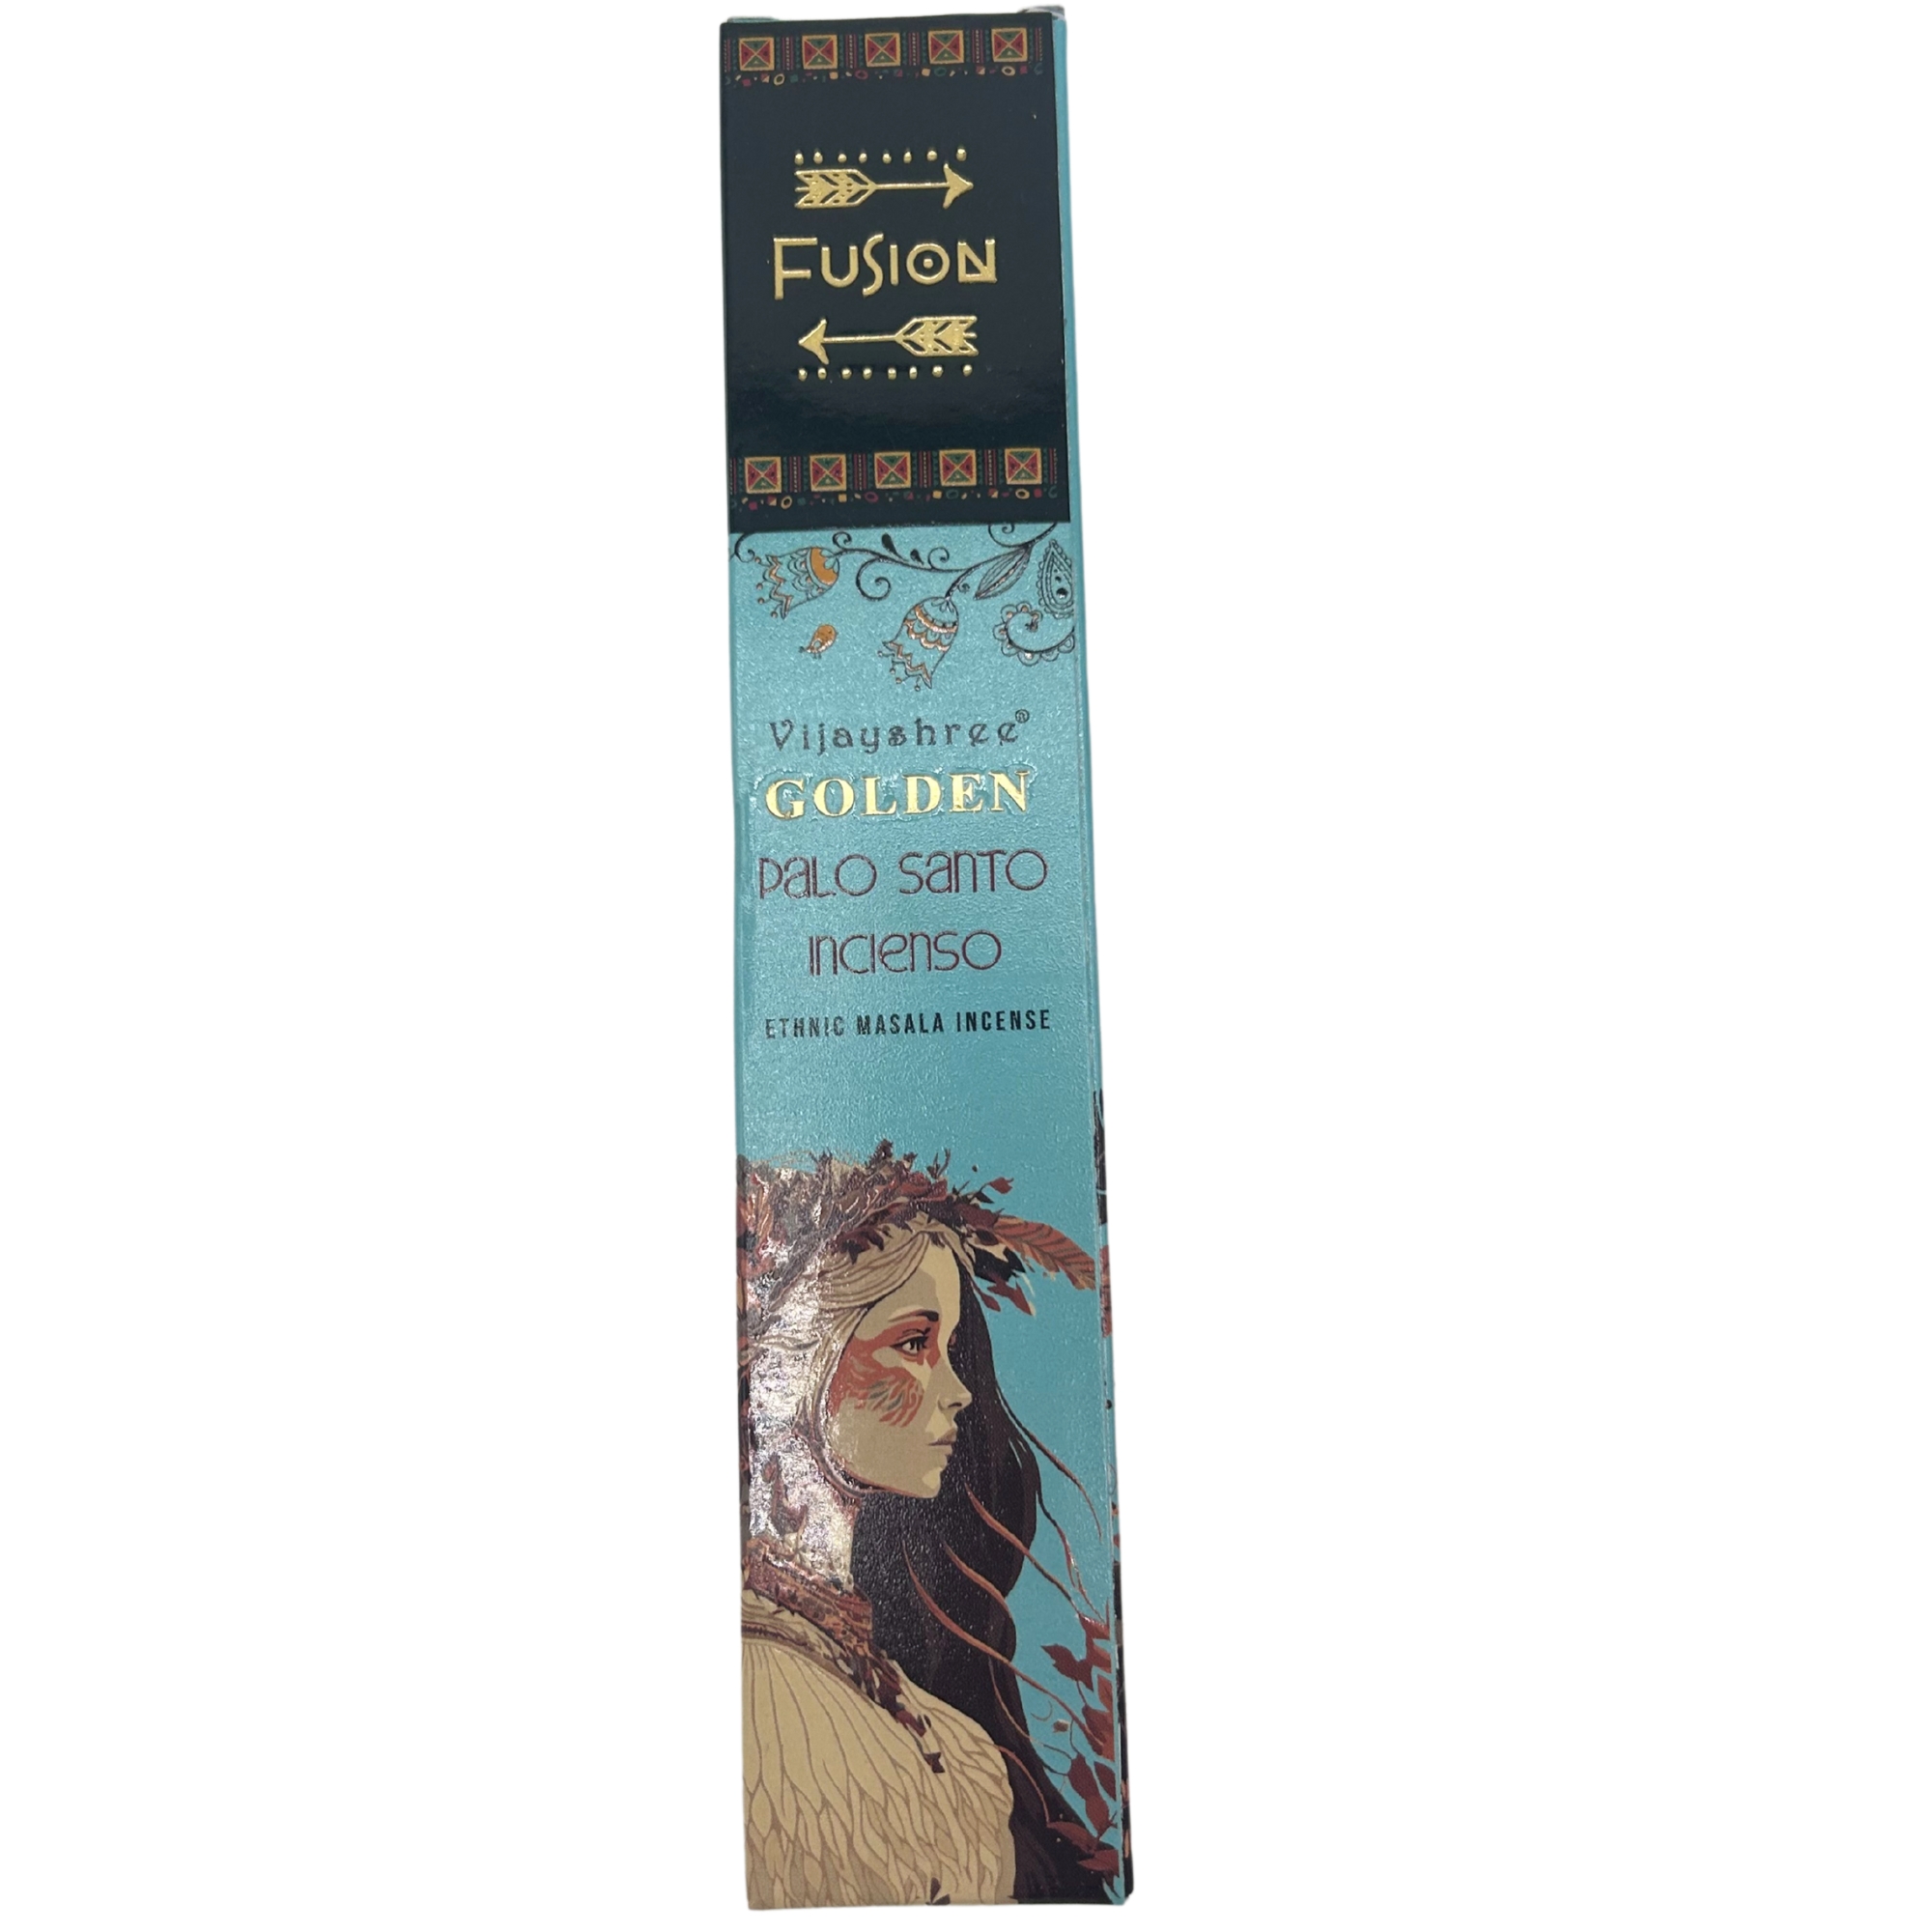 FUSION
Vijayshree®
GOLDEN
PALO SANTO
INCIENSO
ETHNIC MASALA INCENSE